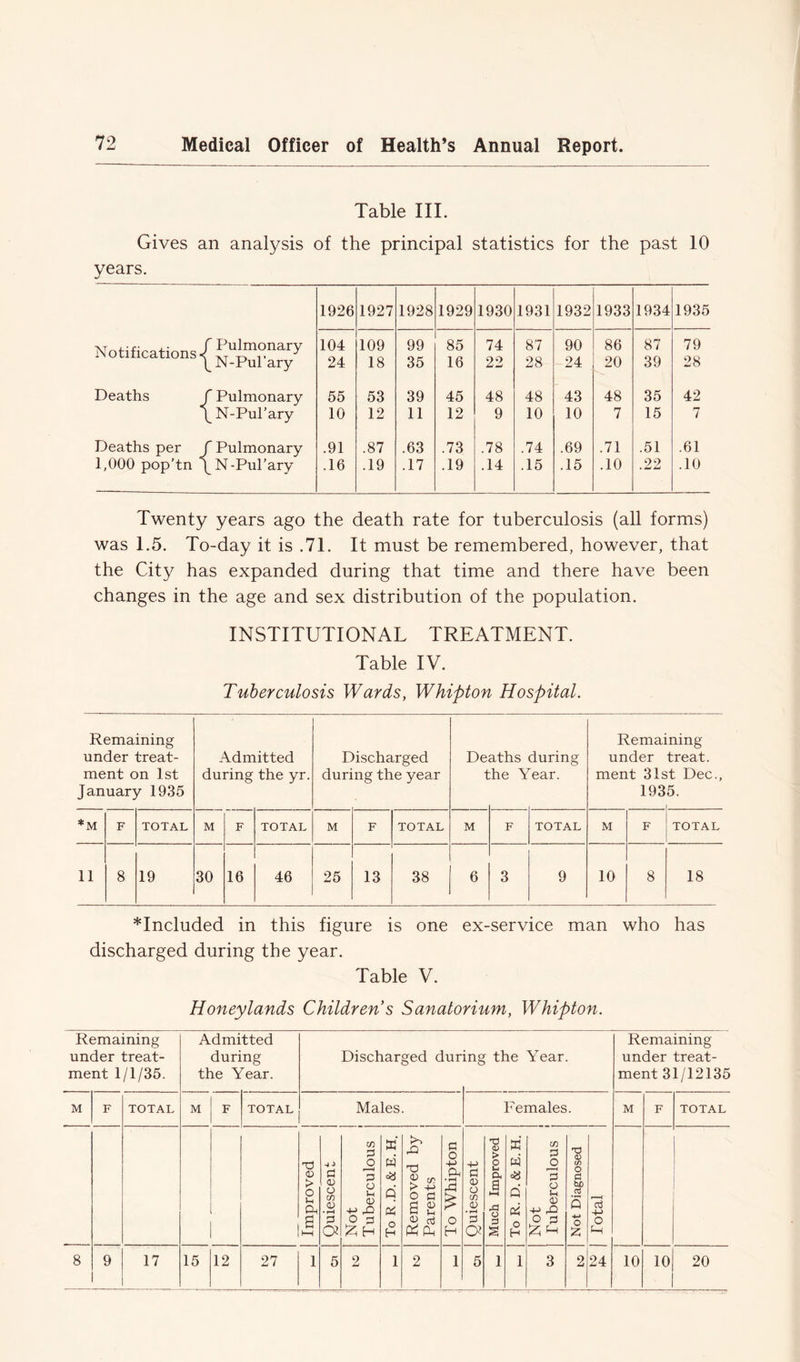 72 Medical Officer of Health's Annual Report.
Table III.
Gives an analysis of the principal statistics for the past 10
years.
1926 1927 1928 1929 1930 1931 1932 1933 1934 1935
Notifications { Pulmonary 104 109 99 85 74 87 90 86 87 79
N-Pul'ary 24 18 35 16 22 28 24 20 39 28
Deaths { Pulmonary 55 53 39 45 48 48 43 48 35 42
N-Pul'ary 10 12 11 12 9 10 10 7 15 7
Deaths per { Pulmonary .91 .87 .63 .73 .78 .74 .69 .71 .51 .61
1,000 pop'tn { N-Pul'ary .16 .19 .17 .19 .14 .15 .15 .10 .22 .10
Twenty years ago the death rate for tuberculosis (all forms)
was 1.5. To-day it is .71. It must be remembered, however, that
the City has expanded during that time and there have been
changes in the age and sex distribution of the population.
INSTITUTIONAL TREATMENT.
Table IV.
Tuberculosis Wards, Whipton Hospital.
Remaining under treat- ment on 1st January 1935
Admitted during the yr.
Discharged during the year
Deaths during the Year.
Remaining under treat. ment 31st Dec., 1935.
*M F TOTAL M F TOTAL M F TOTAL M F TOTAL M F TOTAL
11 8 19 30 16 46 25 13 38 6 3 9 10 8 18
*Included in this figure is one ex-service man who has
discharged during the year.
Table V.
Honeylands Children's Sanatorium, Whipton.
Remaining under treat- ment 1/1/35.
Admitted during the Year.
Discharged during the Year.
Remaining under treat- ment 31/12135
M F TOTAL M F TOTAL Males. Females. M F TOTAL
Improved
Quiescent
Not Tuberculous
To R.D.& E.H.
Removed by Parents
To Whipton
Quiescent
Much Improved
To R.D.& E.H.
Not Tuberculous
Not Diagnosed
Total
8 9 17 15 12 27 1 5 2 1 2 1 5 1 1 3 2 24 10 10 20